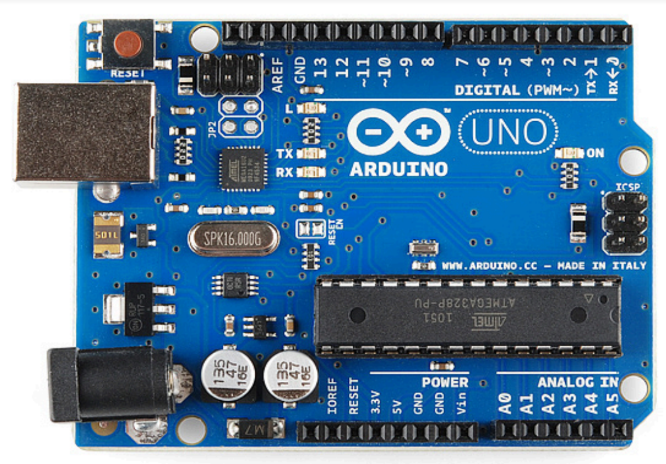 RESET
AREF
GND
13
12
~11
~10
~9
8
7
~6
~5
4
~3
2
TX→1
RX←0
DIGITAL (PWM~)
L
JP2
TX
RX
ARDUINO
UNO
ON
ICSP
RESET EN
501L
SPK16.000G
WWW.ARDUINO.CC - MADE IN ITALY
ATMEL
ATMEGA328P-PU
1051
135
47
16E
135
47
16E
M7
POWER
ANALOG IN
IOREF
RESET
3.3V
5V
GND
GND
Vin
A0
A1
A2
A3
A4
A5